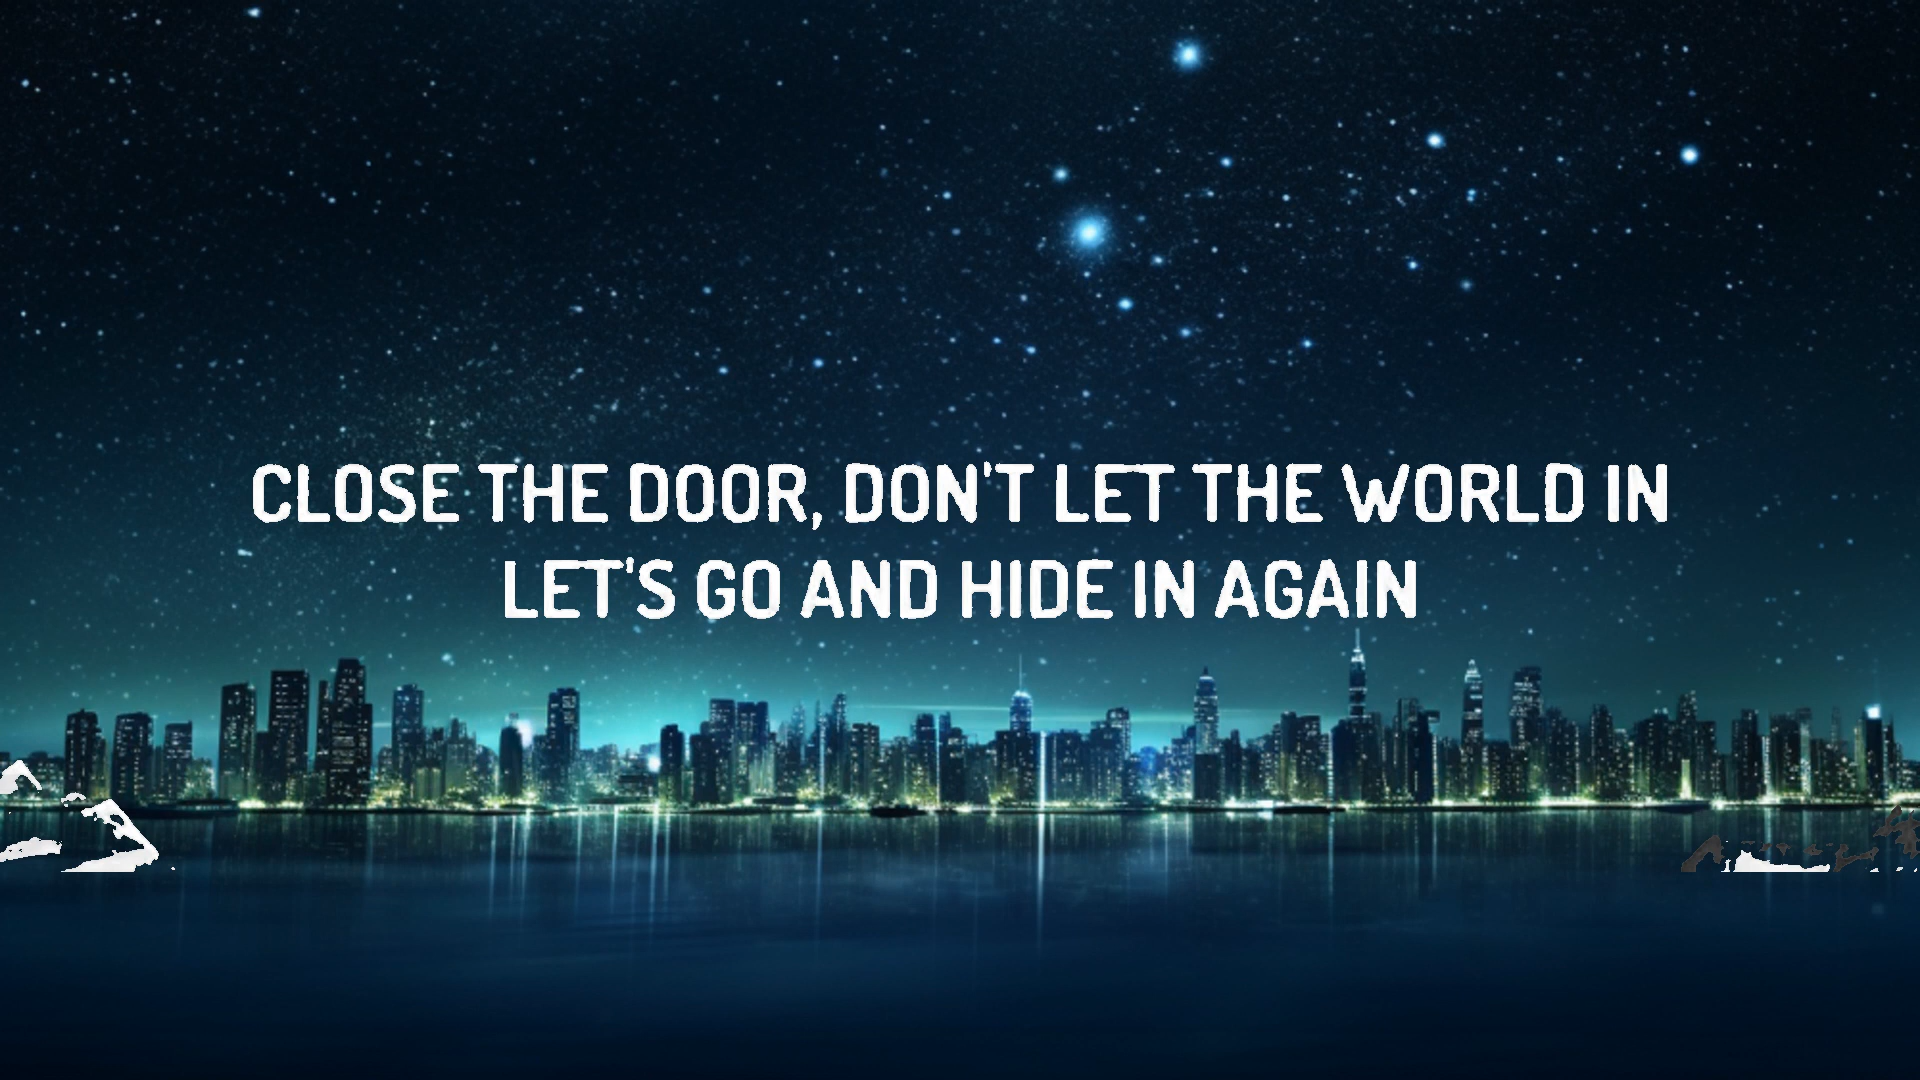 CLOSE THE DOOR, DON'T LET THE WORLD IN
LET'S GO AND HIDE IN AGAIN